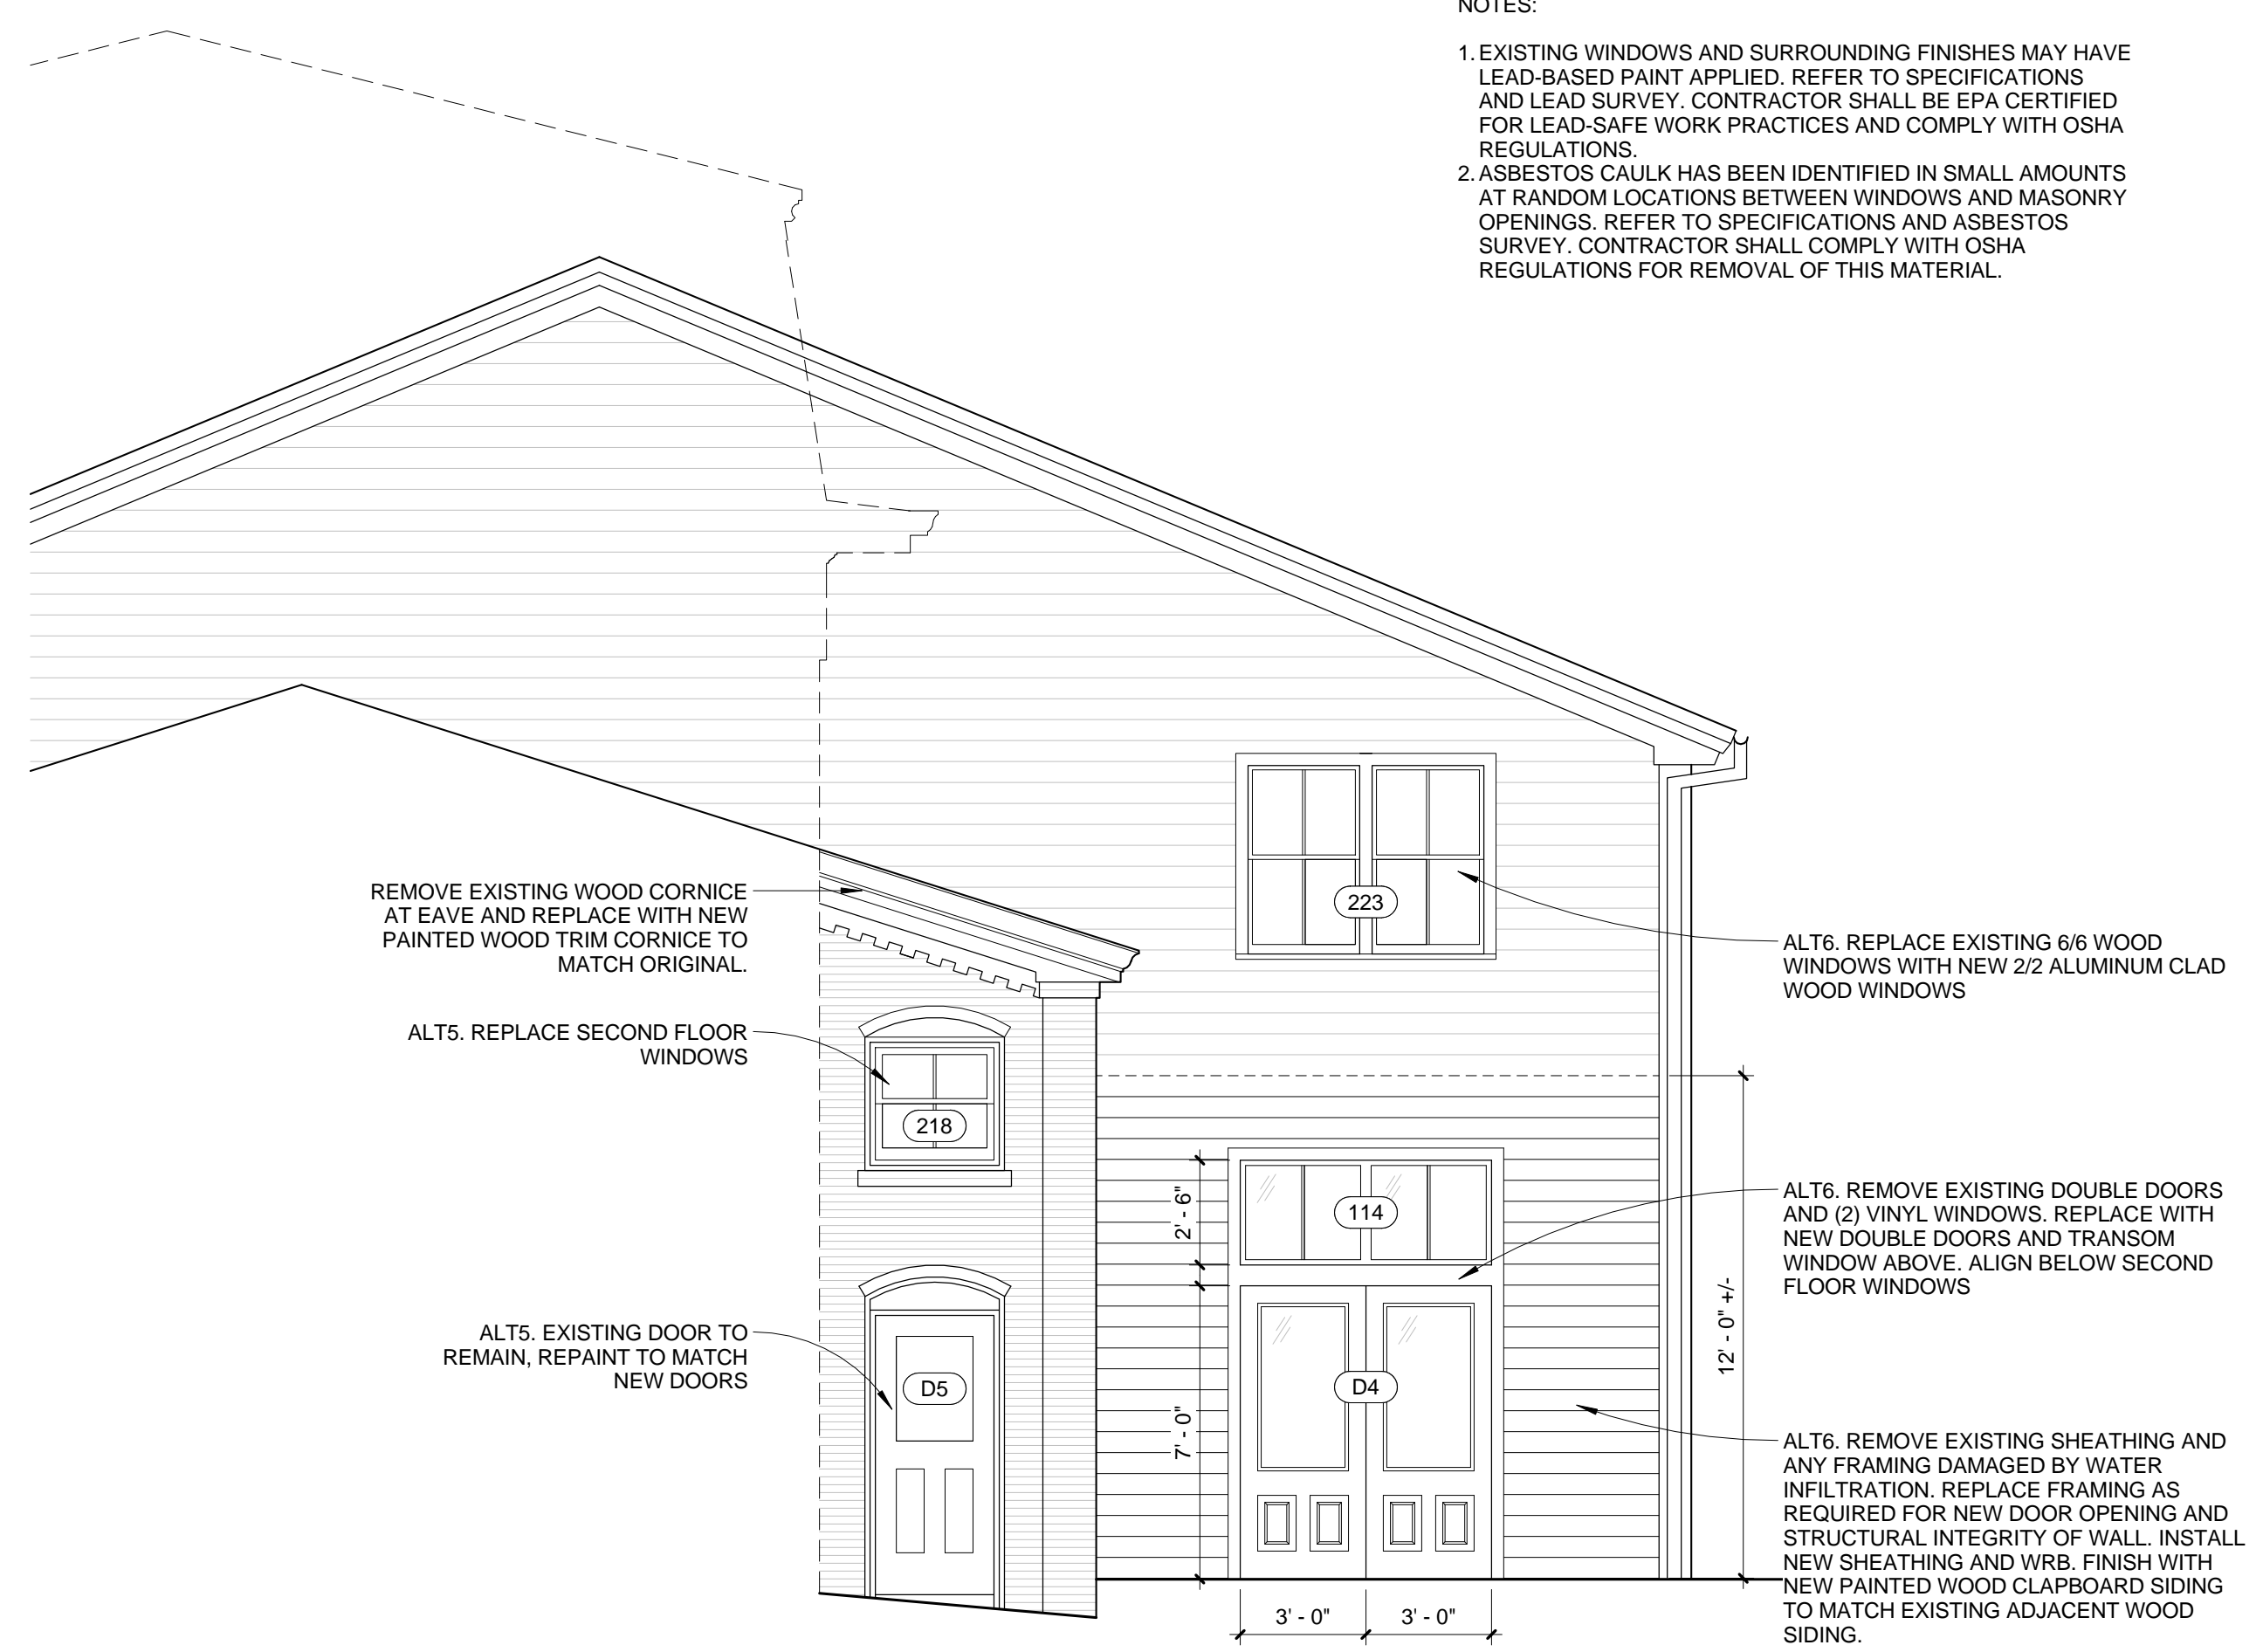 NOTES:
1. EXISTING WINDOWS AND SURROUNDING FINISHES MAY HAVE
LEAD-BASED PAINT APPLIED. REFER TO SPECIFICATIONS
AND LEAD SURVEY. CONTRACTOR SHALL BE EPA CERTIFIED
FOR LEAD-SAFE WORK PRACTICES AND COMPLY WITH OSHA
REGULATIONS.
2. ASBESTOS CAULK HAS BEEN IDENTIFIED IN SMALL AMOUNTS
AT RANDOM LOCATIONS BETWEEN WINDOWS AND MASONRY
OPENINGS. REFER TO SPECIFICATIONS AND ASBESTOS
SURVEY. CONTRACTOR SHALL COMPLY WITH OSHA
REGULATIONS FOR REMOVAL OF THIS MATERIAL.
REMOVE EXISTING WOOD CORNICE
AT EAVE AND REPLACE WITH NEW
PAINTED WOOD TRIM CORNICE TO
MATCH ORIGINAL.
223
ALT6. REPLACE EXISTING 6/6 WOOD
WINDOWS WITH NEW 2/2 ALUMINUM CLAD
WOOD WINDOWS
ALT5. REPLACE SECOND FLOOR
WINDOWS
218
2' - 6"
114
ALT6. REMOVE EXISTING DOUBLE DOORS
AND (2) VINYL WINDOWS. REPLACE WITH
NEW DOUBLE DOORS AND TRANSOM
WINDOW ABOVE. ALIGN BELOW SECOND
FLOOR WINDOWS
12' - 0" +/-
ALT5. EXISTING DOOR TO
REMAIN, REPAINT TO MATCH
NEW DOORS
D5
D4
7' - 0"
ALT6. REMOVE EXISTING SHEATHING AND
ANY FRAMING DAMAGED BY WATER
INFILTRATION. REPLACE FRAMING AS
REQUIRED FOR NEW DOOR OPENING AND
STRUCTURAL INTEGRITY OF WALL. INSTALL
NEW SHEATHING AND WRB. FINISH WITH
NEW PAINTED WOOD CLAPBOARD SIDING
TO MATCH EXISTING ADJACENT WOOD
SIDING.
3' - 0"
3' - 0"